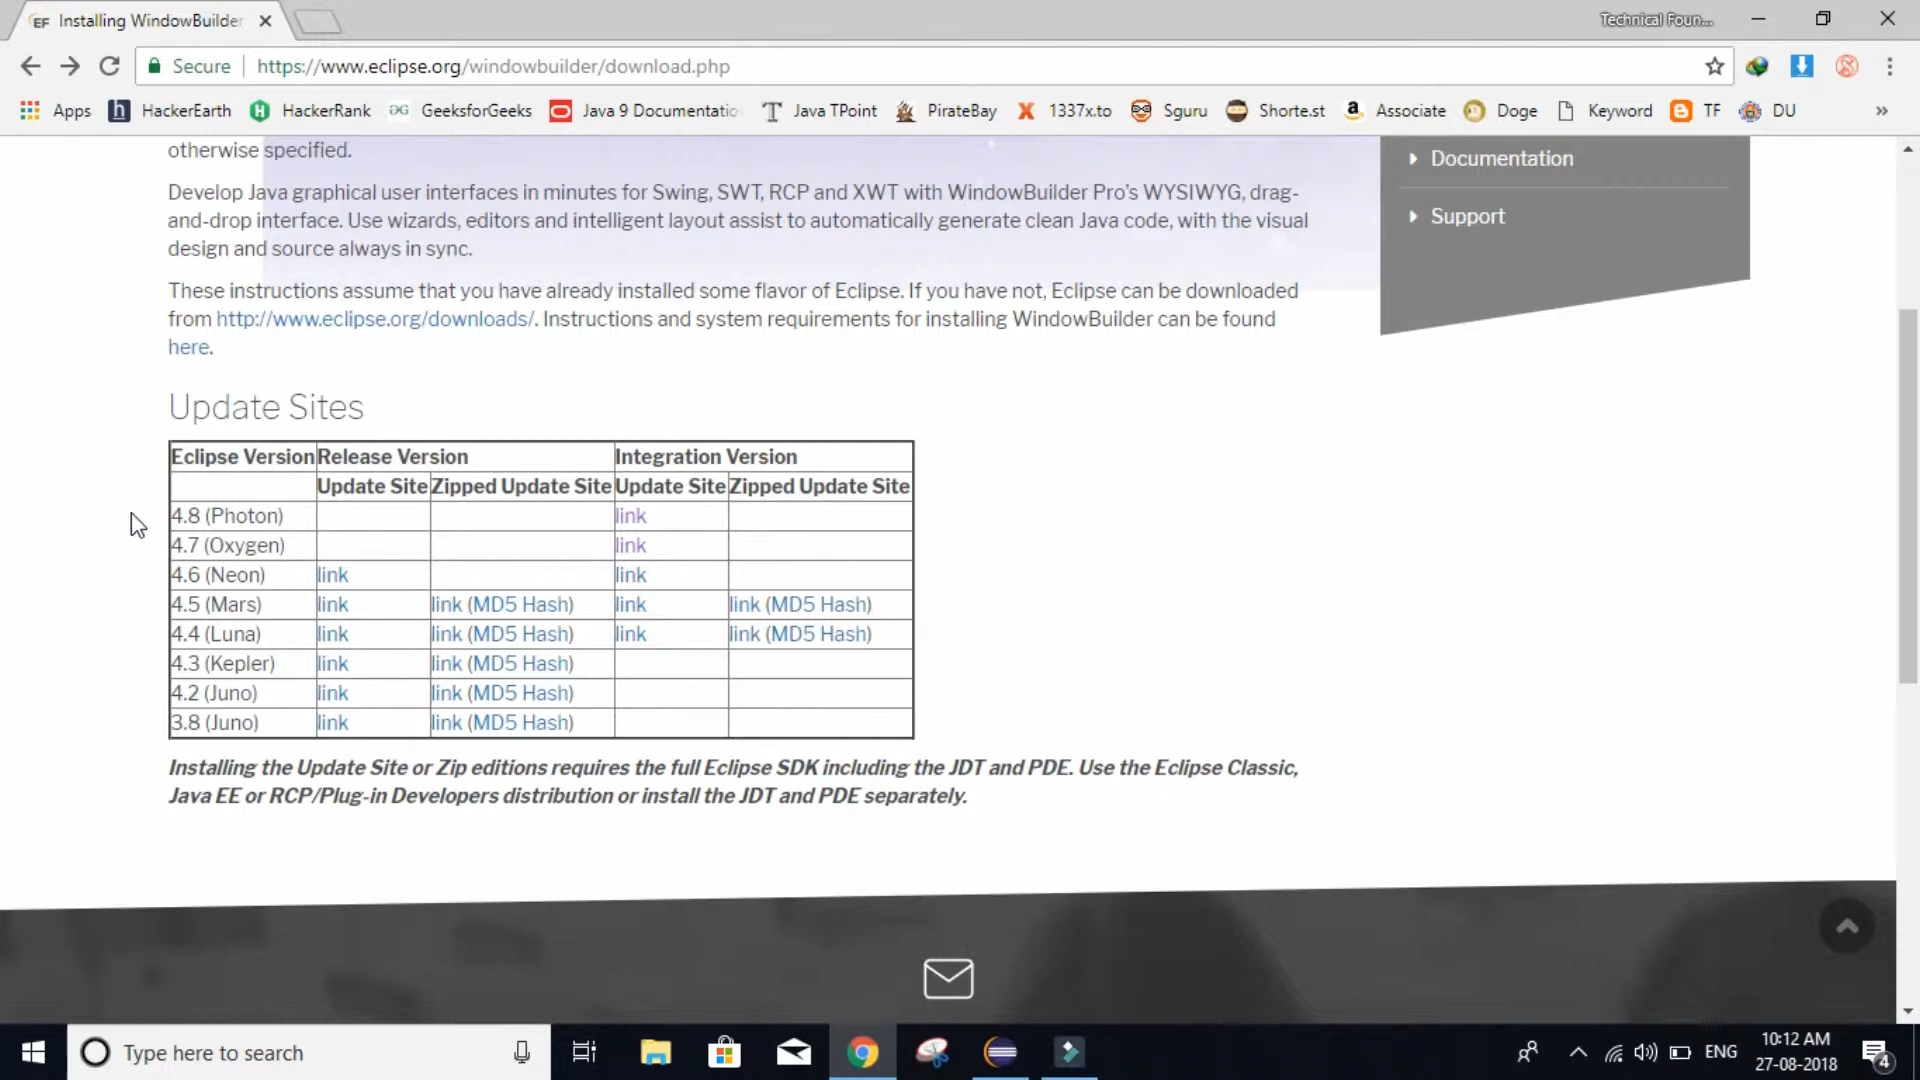 EF Installing WindowBuilder
Technical Foun...
Secure https://www.eclipse.org/windowbuilder/download.php
Apps h HackerEarth H HackerRank GeeksforGeeks Java 9 Documentatio T Java TPoint PirateBay X 1337x.to Sguru Shorte.st a Associate Doge Keyword TF DU »
otherwise specified.
Develop Java graphical user interfaces in minutes for Swing, SWT, RCP and XWT with WindowBuilder Pro's WYSIWYG, drag-
and-drop interface. Use wizards, editors and intelligent layout assist to automatically generate clean Java code, with the visual
design and source always in sync.
These instructions assume that you have already installed some flavor of Eclipse. If you have not, Eclipse can be downloaded
from http://www.eclipse.org/downloads/. Instructions and system requirements for installing WindowBuilder can be found
here.
Documentation
Support
Update Sites
Eclipse Version Release Version Integration Version
Update Site Zipped Update Site Update Site Zipped Update Site
4.8 (Photon) link
4.7 (Oxygen) link
4.6 (Neon) link link
4.5 (Mars) link link (MD5 Hash) link link (MD5 Hash)
4.4 (Luna) link link (MD5 Hash) link link (MD5 Hash)
4.3 (Kepler) link link (MD5 Hash)
4.2 (Juno) link link (MD5 Hash)
3.8 (Juno) link link (MD5 Hash)
Installing the Update Site or Zip editions requires the full Eclipse SDK including the JDT and PDE. Use the Eclipse Classic,
Java EE or RCP/Plug-in Developers distribution or install the JDT and PDE separately.
Type here to search
ENG
10:12 AM
27-08-2018
4